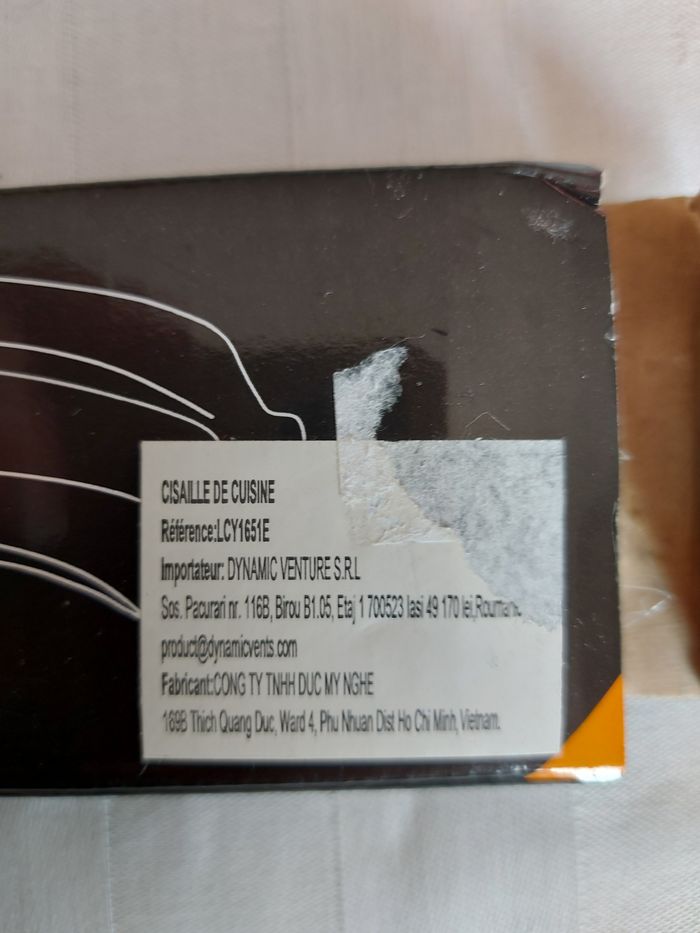 CISAILLE DE CUISINE
Référence:LCY1651E
Importateur: DYNAMIC VENTURE S.R.L
Sos. Pacurari nr. 116B, Birou B1.05, Etaj 1 700523 Iasi 49 170 lei,Roumanie
product@dynamicvents.com
Fabricant:CONG TY TNHH DUC MY NGHE
169B Thich Quang Duc, Ward 4, Phu Nhuan Dist Ho Chi Minh, Vietnam.